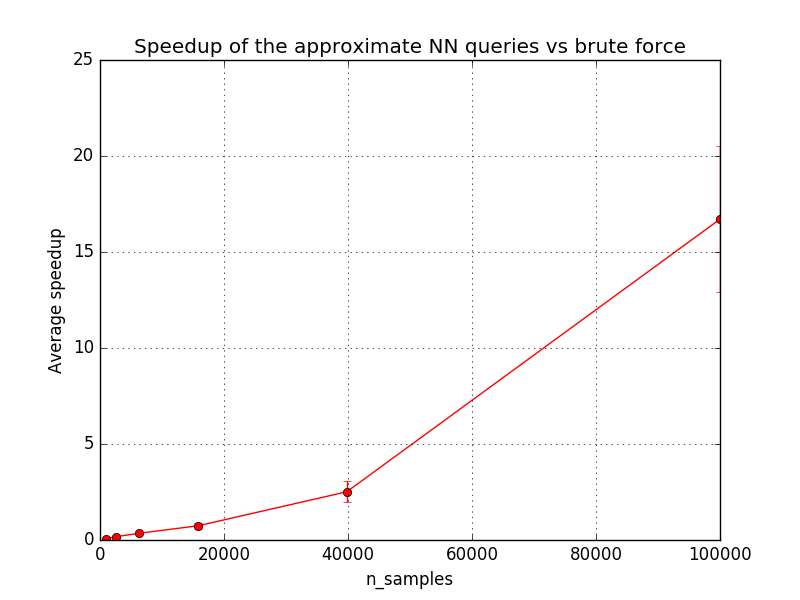 Speedup of the approximate NN queries vs brute force
25
20
15
10
5
0
Average speedup
0 20000 40000 60000 80000 100000
n_samples